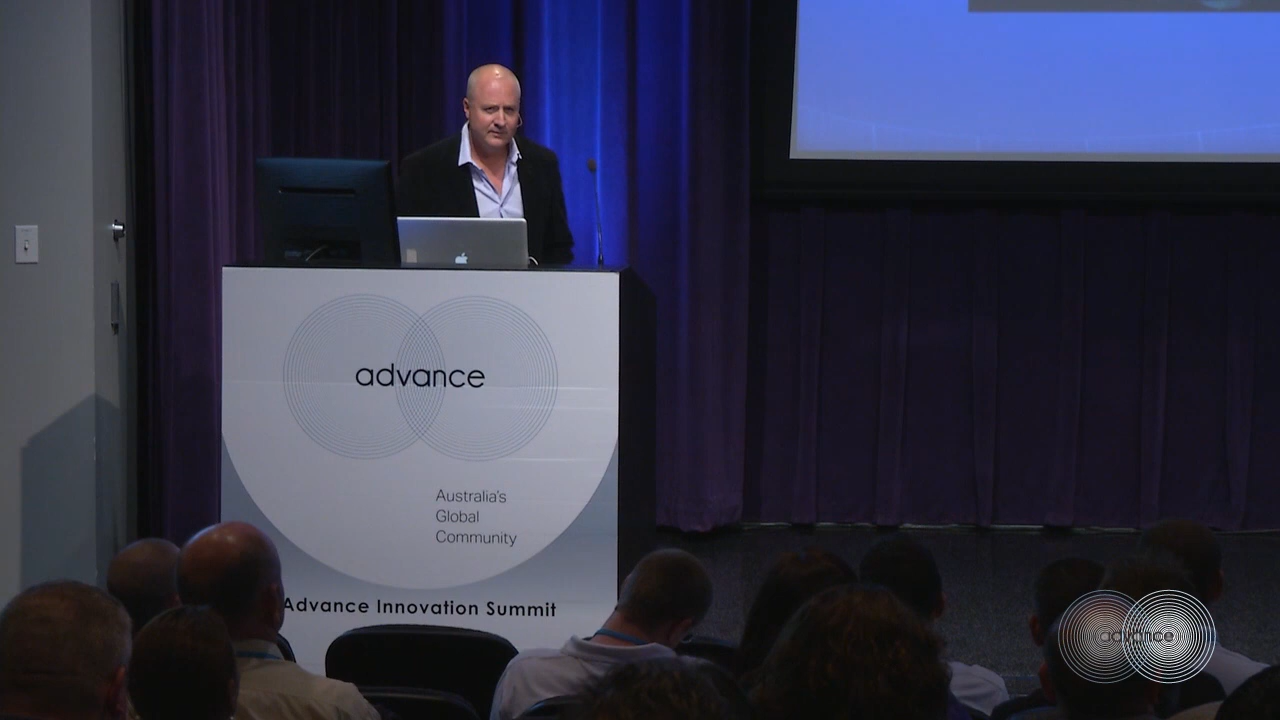 advance
Australia's
Global
Community
Advance Innovation Summit
advance